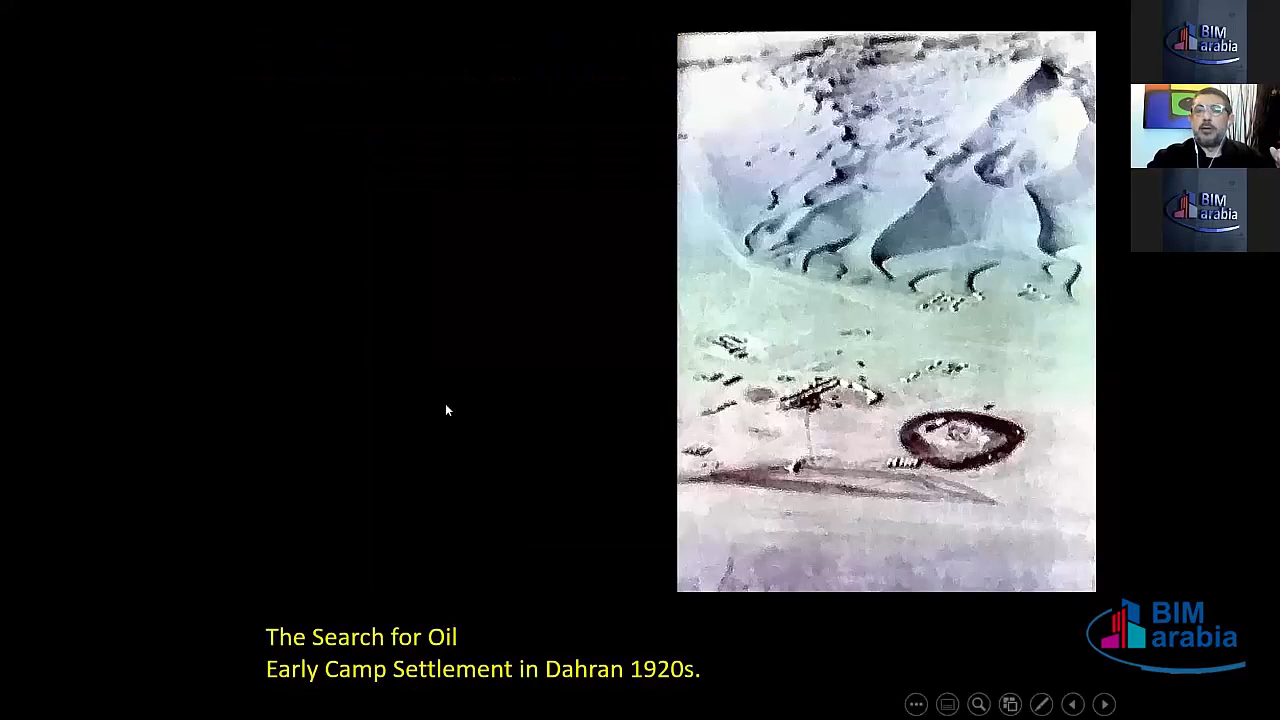 BIM
arabia
BIM
arabia
The Search for Oil
Early Camp Settlement in Dahran 1920s.
BIM
arabia